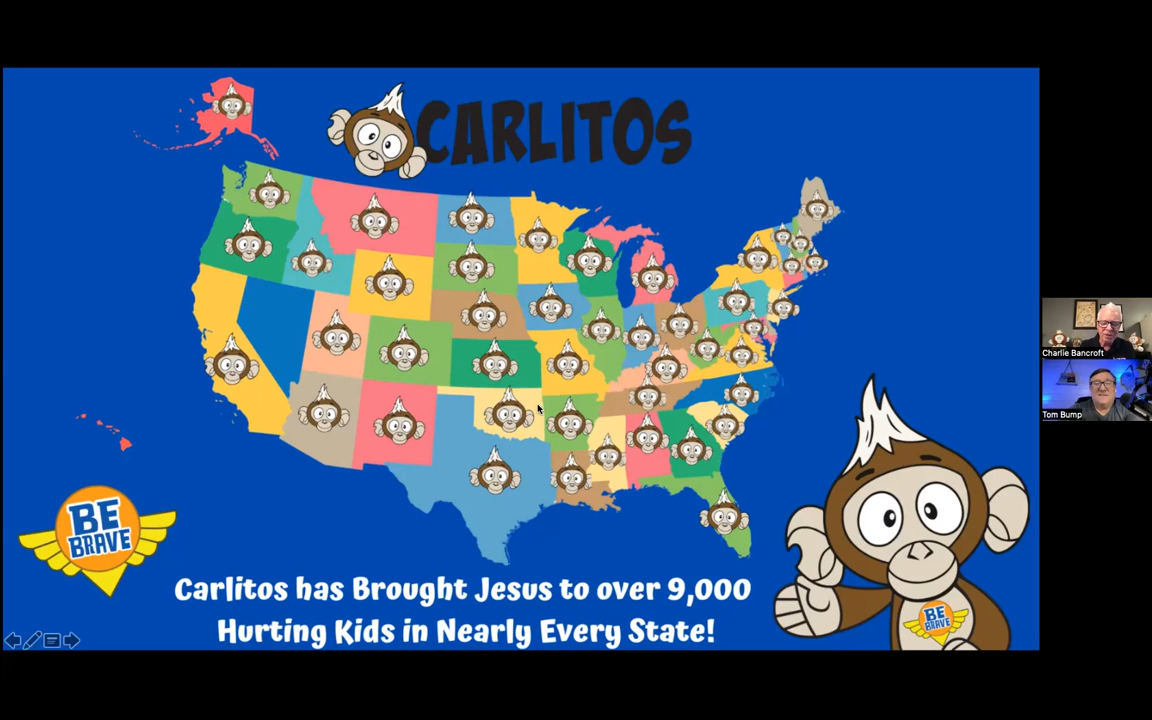 CARLITOS
BE
BRAVE
Carlitos has Brought Jesus to over 9,000
Hurting Kids in Nearly Every State!
BE
BRAVE
Charlie Bancroft
Tom Bump